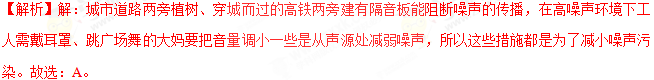 【解析】解：城市道路两旁植树、穿城而过的高铁两旁建有隔音板能阻断噪声的传播，在高噪声环境下工
人需戴耳罩、跳广场舞的大妈要把音量调小一些是从声源处减弱噪声，所以这些措施都是为了减小噪声污
染。故选：A。